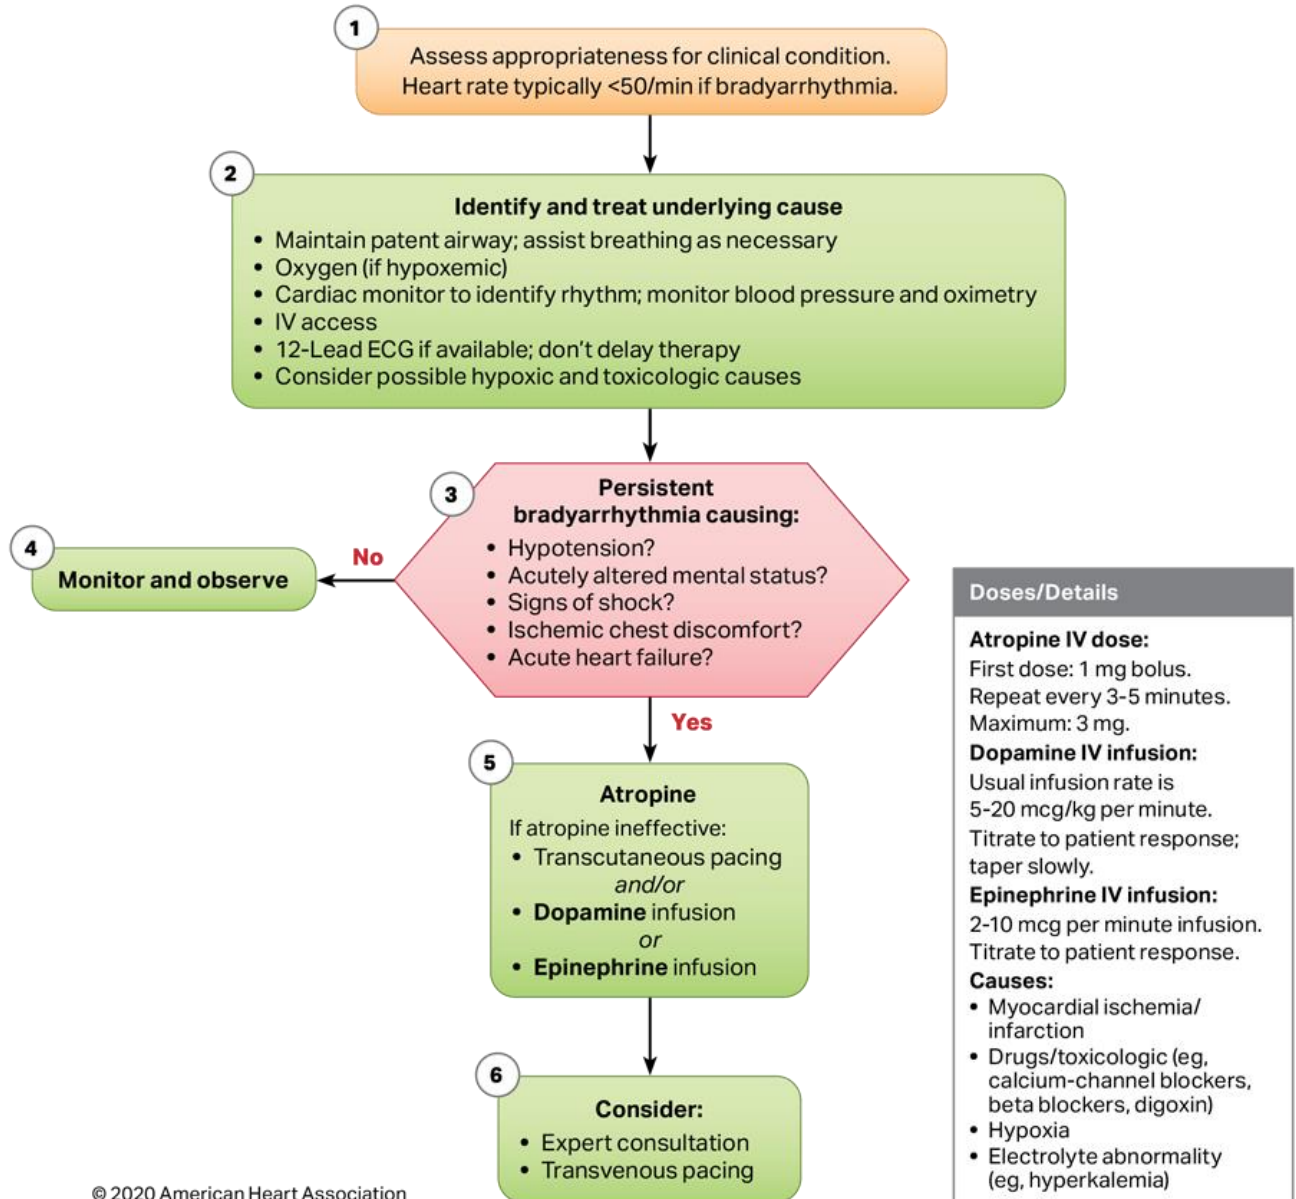 1
Assess appropriateness for clinical condition.
Heart rate typically <50/min if bradyarrhythmia.
2
Identify and treat underlying cause
• Maintain patent airway; assist breathing as necessary
• Oxygen (if hypoxemic)
• Cardiac monitor to identify rhythm; monitor blood pressure and oximetry
• IV access
• 12-Lead ECG if available; don’t delay therapy
• Consider possible hypoxic and toxicologic causes
3
Persistent
bradyarrhythmia causing:
• Hypotension?
• Acutely altered mental status?
• Signs of shock?
• Ischemic chest discomfort?
• Acute heart failure?
No
4
Monitor and observe
Yes
5
Atropine
If atropine ineffective:
• Transcutaneous pacing
and/or
• Dopamine infusion
or
• Epinephrine infusion
6
Consider:
• Expert consultation
• Transvenous pacing
Doses/Details
Atropine IV dose:
First dose: 1 mg bolus.
Repeat every 3-5 minutes.
Maximum: 3 mg.
Dopamine IV infusion:
Usual infusion rate is
5-20 mcg/kg per minute.
Titrate to patient response;
taper slowly.
Epinephrine IV infusion:
2-10 mcg per minute infusion.
Titrate to patient response.
Causes:
• Myocardial ischemia/
infarction
• Drugs/toxicologic (eg,
calcium-channel blockers,
beta blockers, digoxin)
• Hypoxia
• Electrolyte abnormality
(eg, hyperkalemia)
© 2020 American Heart Association